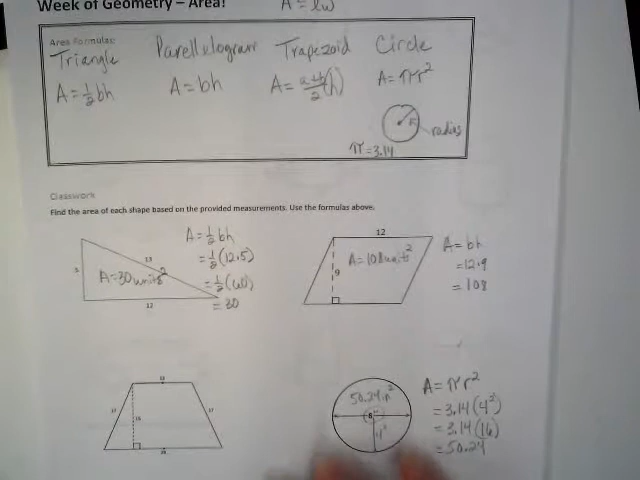 Week of Geometry – Area!
A = lw
Area Formulas:
Triangle Parellelogram Trapezoid Circle
A = ½bh A = bh A = a+b/2 (h) A = πr²
r radius
π = 3.14
Classwork
Find the area of each shape based on the provided measurements. Use the formulas above.
5
13
12
A=30 units²
A = ½bh
= ½(12·5)
= ½(60)
= 30
12
9
A=108 units²
A = bh
= 12·9
= 108
50.24 in²
8
4"
A = πr²
= 3.14(4²)
= 3.14(16)
= 50.24